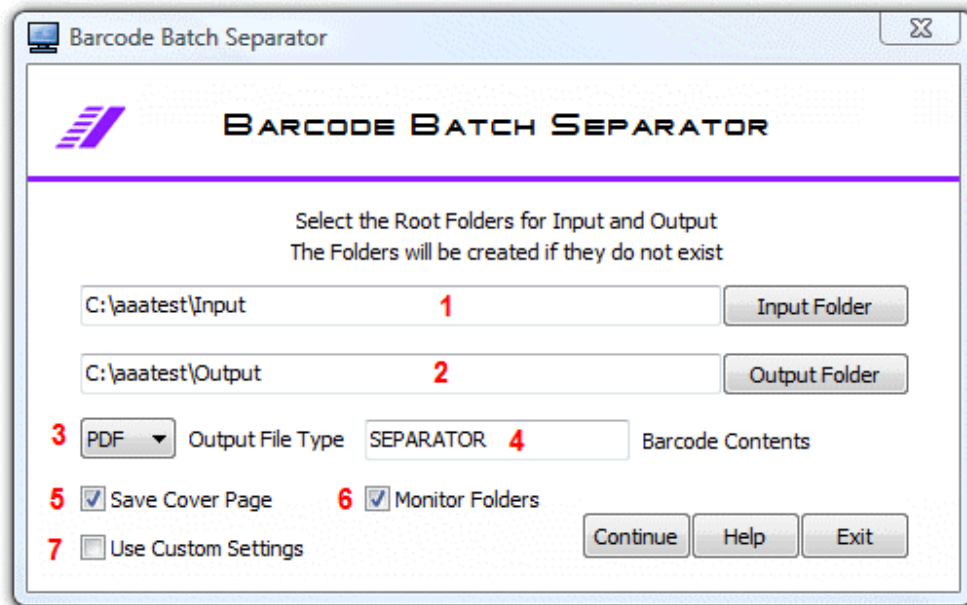 Barcode Batch Separator
BARCODE BATCH SEPARATOR
Select the Root Folders for Input and Output
The Folders will be created if they do not exist
C:\aaatest\Input 1 Input Folder
C:\aaatest\Output 2 Output Folder
3 PDF Output File Type SEPARATOR 4 Barcode Contents
5 Save Cover Page 6 Monitor Folders
7 Use Custom Settings Continue Help Exit